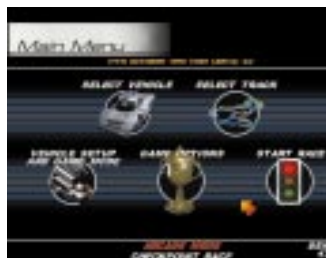 Main Menu
SELECT VEHICLE SELECT TRACK
VEHICLE SETUP GAME OPTIONS START RACE
AND GAME MODE
ARCADE MODE
CHECKPOINT RACE